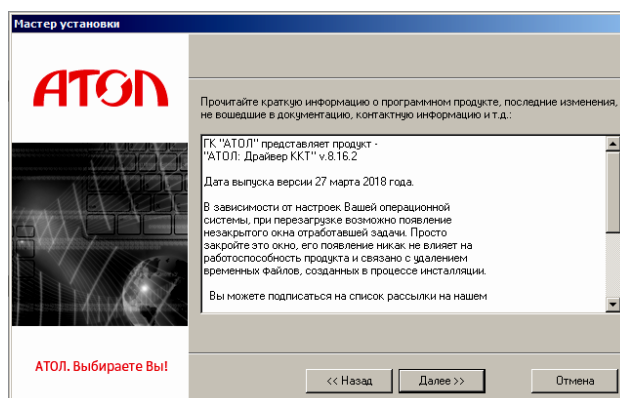 Мастер установки
АТОЛ
Прочитайте краткую информацию о программном продукте, последние изменения,
не вошедшие в документацию, контактную информацию и т.д.:
ГК "АТОЛ" представляет продукт -
"АТОЛ: Драйвер ККТ" v.8.16.2
Дата выпуска версии 27 марта 2018 года.
В зависимости от настроек Вашей операционной
системы, при перезагрузке возможно появление
незакрытого окна отработавшей задачи. Просто
закройте это окно, его появление никак не влияет на
работоспособность продукта и связано с удалением
временных файлов, созданных в процессе инсталляции.
Вы можете подписаться на список рассылки на нашем
АТОЛ. Выбираете Вы!
<< Назад
Далее >>
Отмена